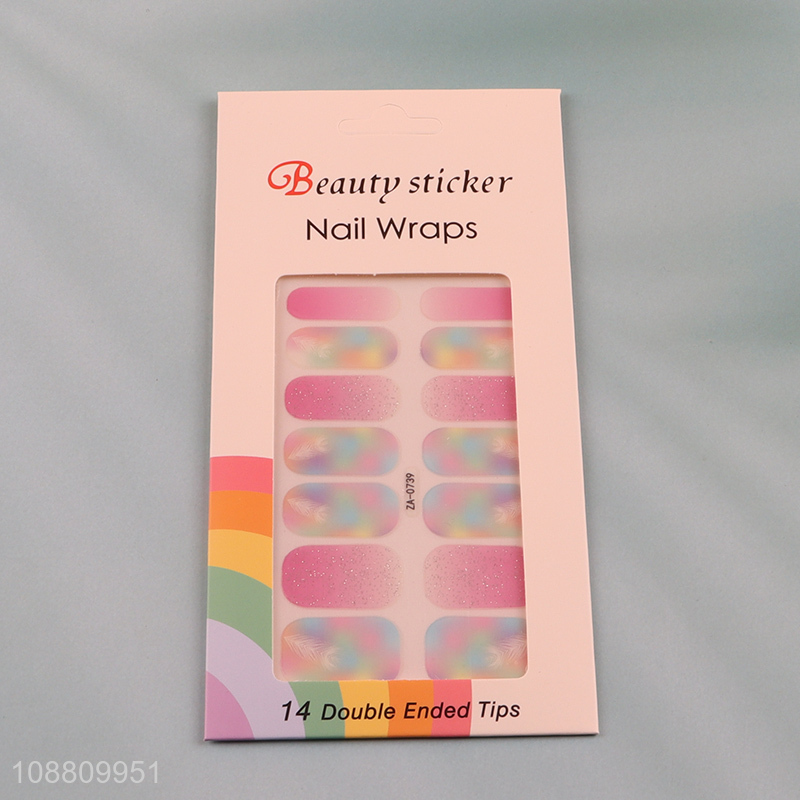 Beauty sticker
Nail Wraps
ZA-0739
14 Double Ended Tips
108809951